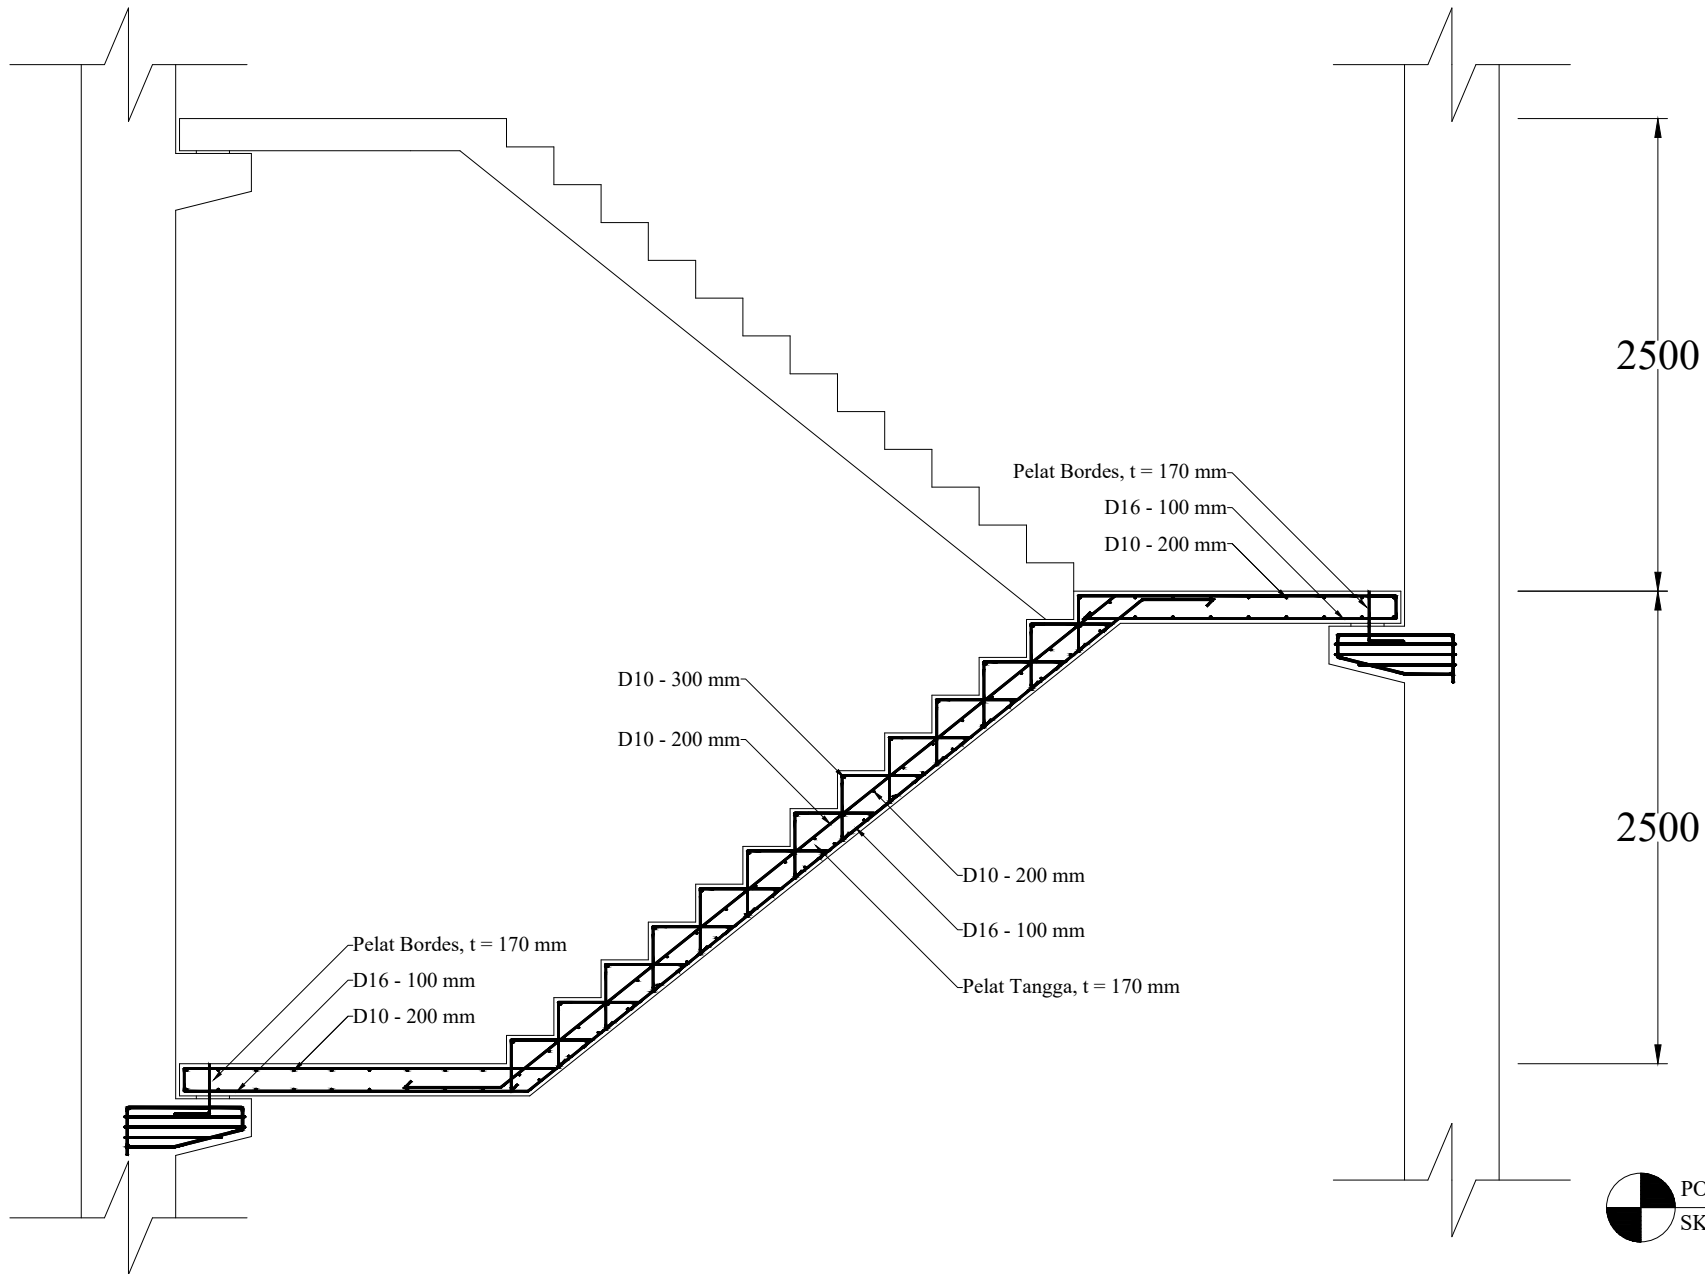 2500
Pelat Bordes, t = 170 mm
D16 - 100 mm
D10 - 200 mm
D10 - 300 mm
D10 - 200 mm
2500
D10 - 200 mm
D16 - 100 mm
Pelat Tangga, t = 170 mm
Pelat Bordes, t = 170 mm
D16 - 100 mm
D10 - 200 mm